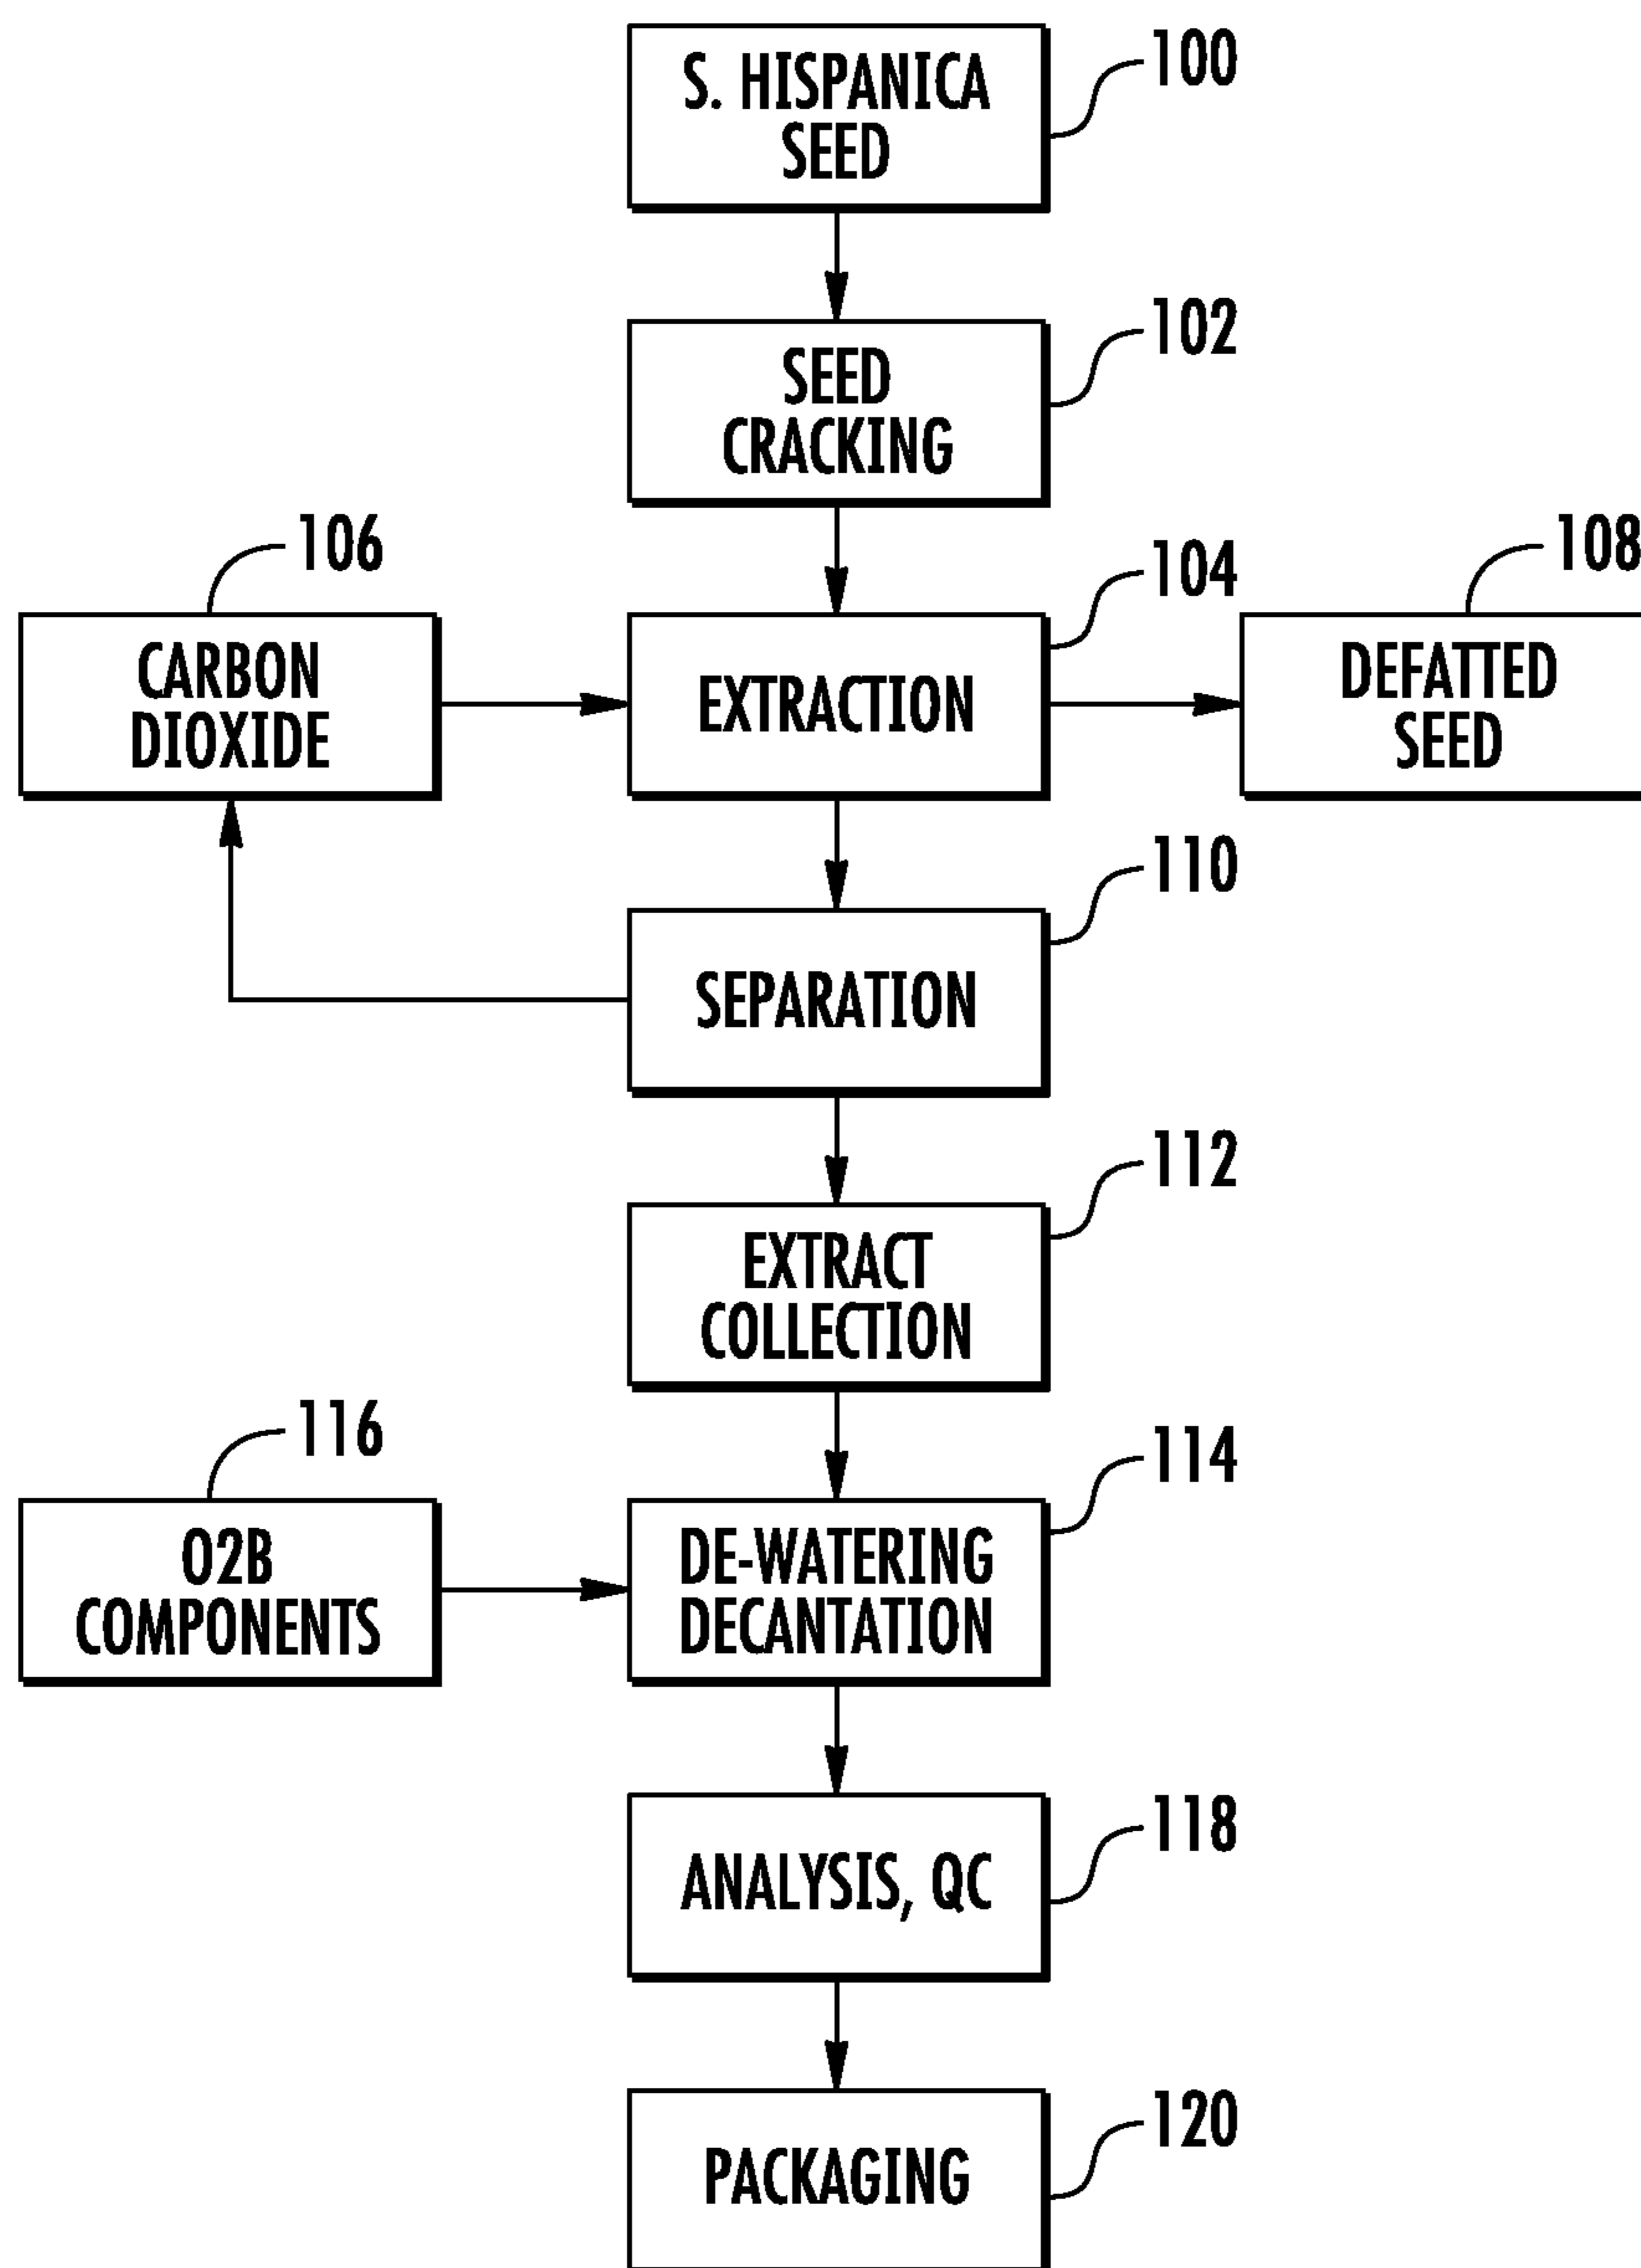 S. HISPANICA
SEED
100
SEED
CRACKING
102
106
CARBON
DIOXIDE
104
EXTRACTION
108
DEFATTED
SEED
110
SEPARATION
112
EXTRACT
COLLECTION
116
O2B
COMPONENTS
114
DE-WATERING
DECANTATION
118
ANALYSIS, QC
120
PACKAGING